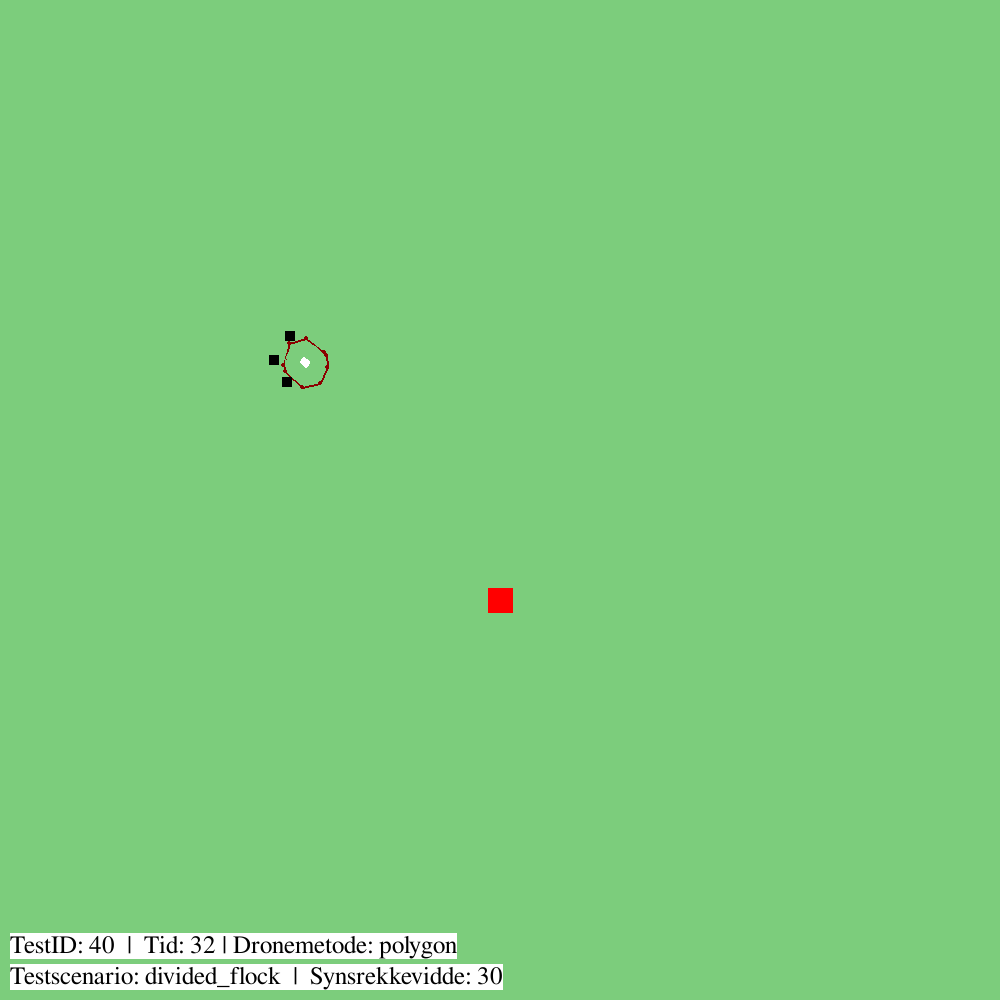 TestID: 40 | Tid: 32 | Dronemetode: polygon
Testscenario: divided_flock | Synsrekkevidde: 30